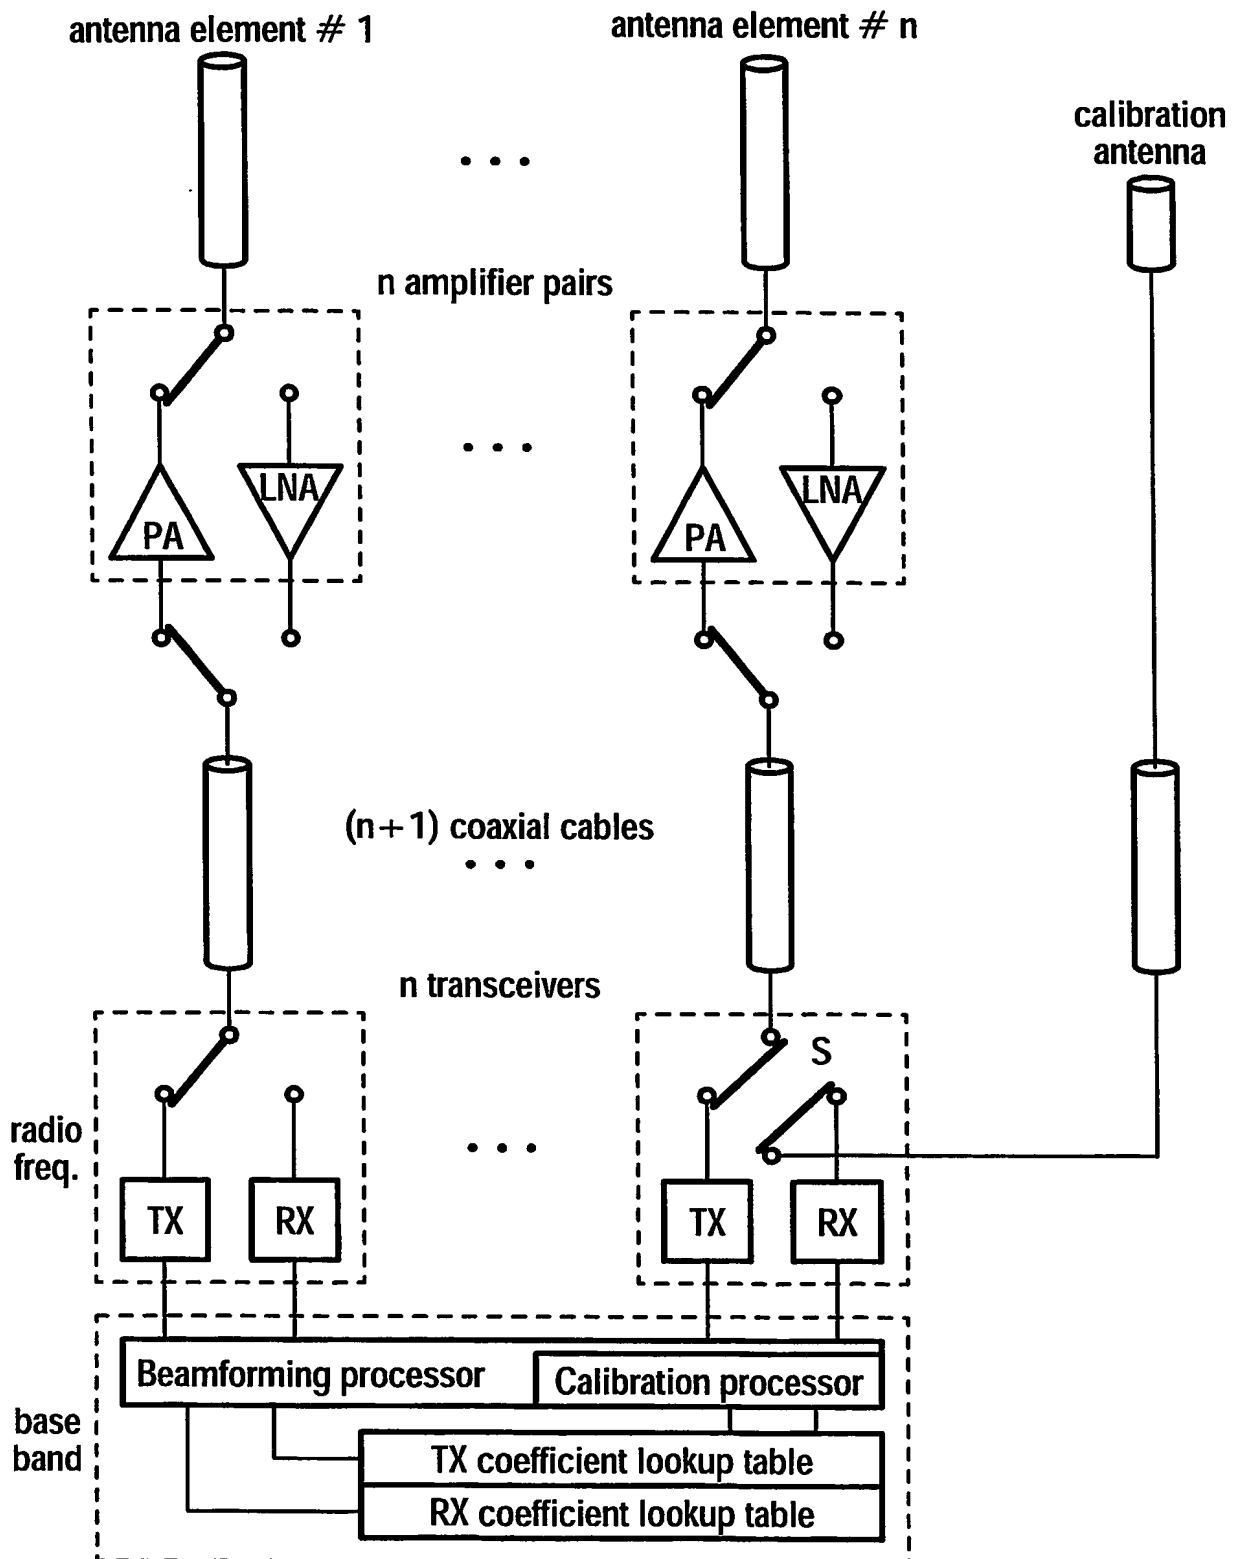 antenna element # 1
antenna element # n
calibration
antenna
n amplifier pairs
PA
LNA
PA
LNA
(n+1) coaxial cables
n transceivers
S
radio
freq.
TX
RX
TX
RX
Beamforming processor
Calibration processor
base
band
TX coefficient lookup table
RX coefficient lookup table